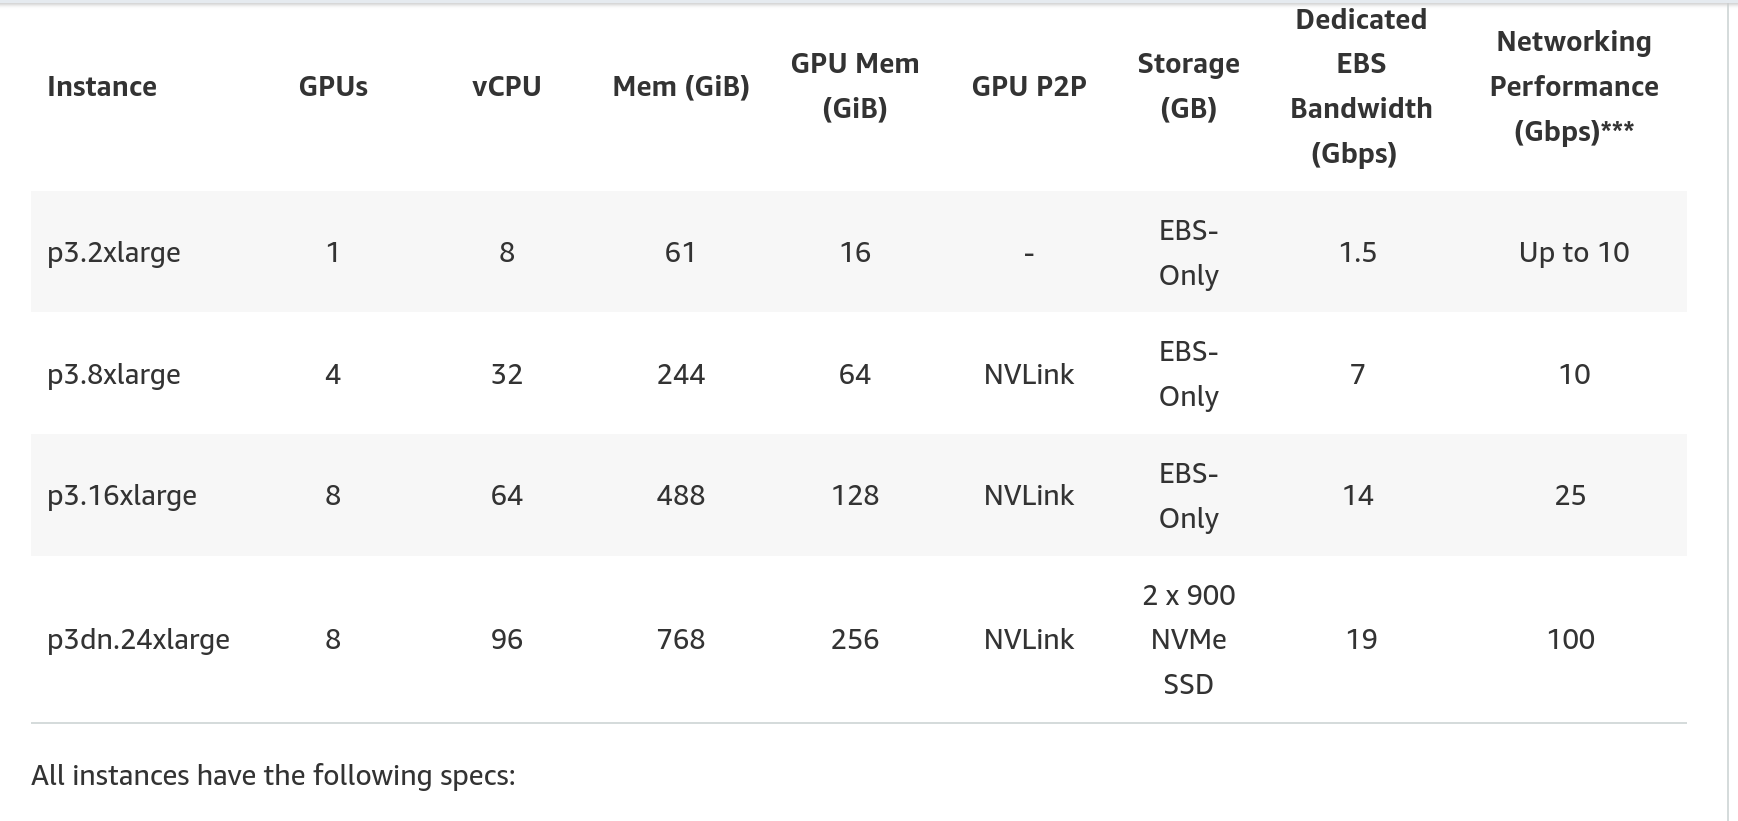 Instance GPUs vCPU Mem (GiB) GPU Mem (GiB) GPU P2P Storage (GB) Dedicated EBS Bandwidth (Gbps) Networking Performance (Gbps)***
p3.2xlarge 1 8 61 16 - EBS-Only 1.5 Up to 10
p3.8xlarge 4 32 244 64 NVLink EBS-Only 7 10
p3.16xlarge 8 64 488 128 NVLink EBS-Only 14 25
p3dn.24xlarge 8 96 768 256 NVLink 2 x 900 NVMe SSD 19 100
All instances have the following specs: